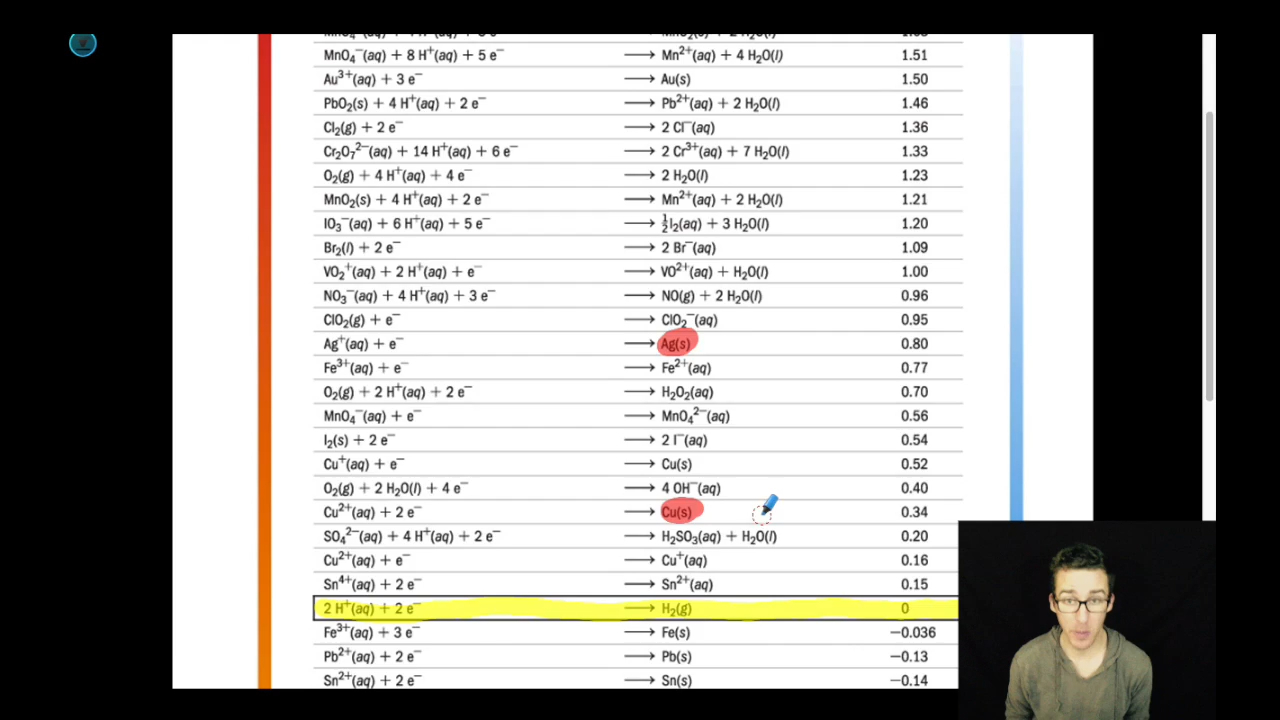 MnO₄⁻(aq) + 8 H⁺(aq) + 5 e⁻ ⟶ Mn²⁺(aq) + 4 H₂O(l) 1.51
Au³⁺(aq) + 3 e⁻ ⟶ Au(s) 1.50
PbO₂(s) + 4 H⁺(aq) + 2 e⁻ ⟶ Pb²⁺(aq) + 2 H₂O(l) 1.46
Cl₂(g) + 2 e⁻ ⟶ 2 Cl⁻(aq) 1.36
Cr₂O₇²⁻(aq) + 14 H⁺(aq) + 6 e⁻ ⟶ 2 Cr³⁺(aq) + 7 H₂O(l) 1.33
O₂(g) + 4 H⁺(aq) + 4 e⁻ ⟶ 2 H₂O(l) 1.23
MnO₂(s) + 4 H⁺(aq) + 2 e⁻ ⟶ Mn²⁺(aq) + 2 H₂O(l) 1.21
IO₃⁻(aq) + 6 H⁺(aq) + 5 e⁻ ⟶ ½I₂(aq) + 3 H₂O(l) 1.20
Br₂(l) + 2 e⁻ ⟶ 2 Br⁻(aq) 1.09
VO₂⁺(aq) + 2 H⁺(aq) + e⁻ ⟶ VO²⁺(aq) + H₂O(l) 1.00
NO₃⁻(aq) + 4 H⁺(aq) + 3 e⁻ ⟶ NO(g) + 2 H₂O(l) 0.96
ClO₂(g) + e⁻ ⟶ ClO₂⁻(aq) 0.95
Ag⁺(aq) + e⁻ ⟶ Ag(s) 0.80
Fe³⁺(aq) + e⁻ ⟶ Fe²⁺(aq) 0.77
O₂(g) + 2 H⁺(aq) + 2 e⁻ ⟶ H₂O₂(aq) 0.70
MnO₄⁻(aq) + e⁻ ⟶ MnO₄²⁻(aq) 0.56
I₂(s) + 2 e⁻ ⟶ 2 I⁻(aq) 0.54
Cu⁺(aq) + e⁻ ⟶ Cu(s) 0.52
O₂(g) + 2 H₂O(l) + 4 e⁻ ⟶ 4 OH⁻(aq) 0.40
Cu²⁺(aq) + 2 e⁻ ⟶ Cu(s) 0.34
SO₄²⁻(aq) + 4 H⁺(aq) + 2 e⁻ ⟶ H₂SO₃(aq) + H₂O(l) 0.20
Cu²⁺(aq) + e⁻ ⟶ Cu⁺(aq) 0.16
Sn⁴⁺(aq) + 2 e⁻ ⟶ Sn²⁺(aq) 0.15
2 H⁺(aq) + 2 e⁻ ⟶ H₂(g) 0
Fe³⁺(aq) + 3 e⁻ ⟶ Fe(s) −0.036
Pb²⁺(aq) + 2 e⁻ ⟶ Pb(s) −0.13
Sn²⁺(aq) + 2 e⁻ ⟶ Sn(s) −0.14